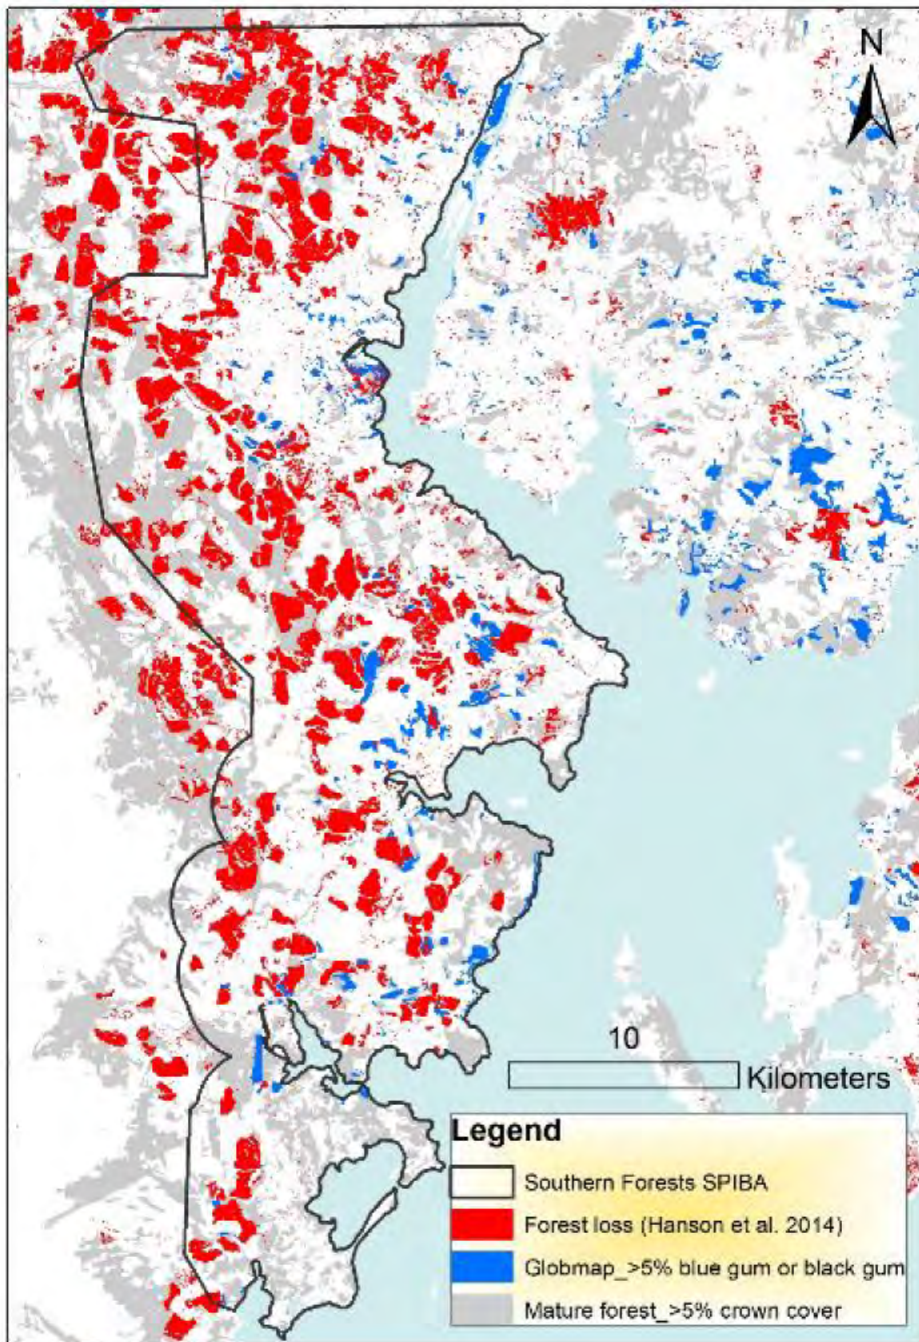 N
10
Kilometers
Legend
Southern Forests SPIBA
Forest loss (Hanson et al. 2014)
Globmap_>5% blue gum or black gum
Mature forest_>5% crown cover